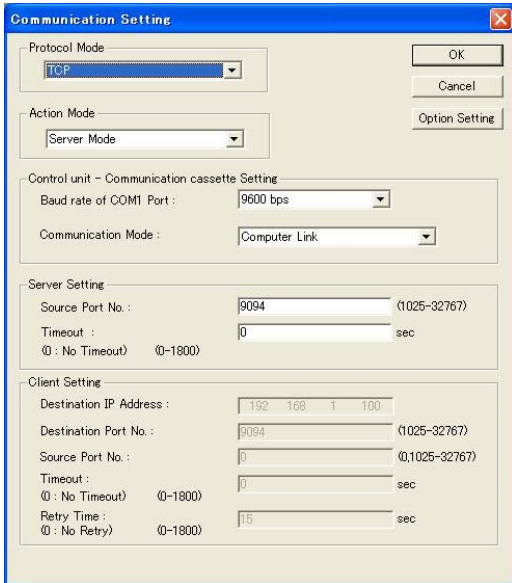 Communication Setting
Protocol Mode
TCP
OK
Cancel
Action Mode
Option Setting
Server Mode
Control unit - Communication cassette Setting
Baud rate of COM1 Port : 9600 bps
Communication Mode : Computer Link
Server Setting
Source Port No. : 9094 (1025-32767)
Timeout : 0 sec
(0 : No Timeout) (0-1800)
Client Setting
Destination IP Address : 192 168 1 100
Destination Port No. : 9094 (1025-32767)
Source Port No. : 0 (0,1025-32767)
Timeout : 0 sec
(0 : No Timeout) (0-1800)
Retry Time : 15 sec
(0 : No Retry) (0-1800)